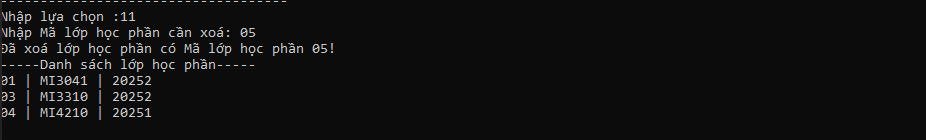 ------------------------------------
Nhập lựa chọn :11
Nhập Mã lớp học phần cần xoá: 05
Đã xoá lớp học phần có Mã lớp học phần 05!
-----Danh sách lớp học phần-----
01 | MI3041 | 20252
03 | MI3310 | 20252
04 | MI4210 | 20251